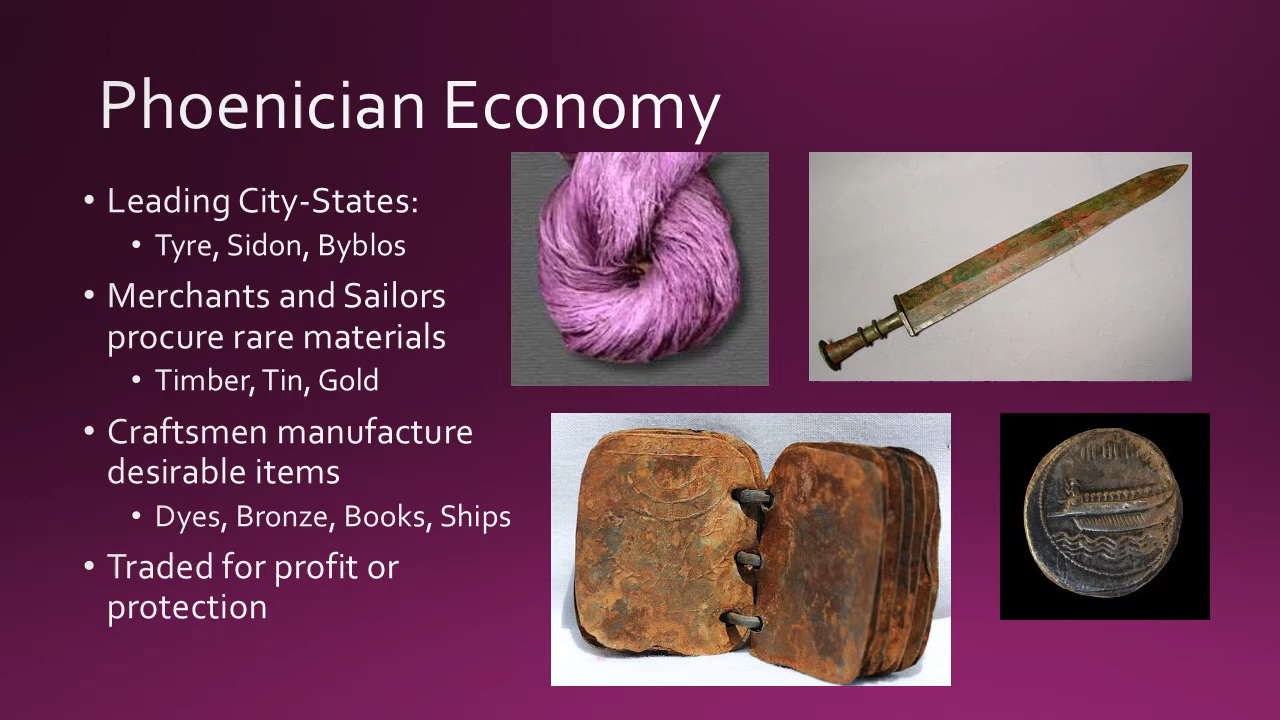 Phoenician Economy
• Leading City-States:
• Tyre, Sidon, Byblos
• Merchants and Sailors
procure rare materials
• Timber, Tin, Gold
• Craftsmen manufacture
desirable items
• Dyes, Bronze, Books, Ships
• Traded for profit or
protection